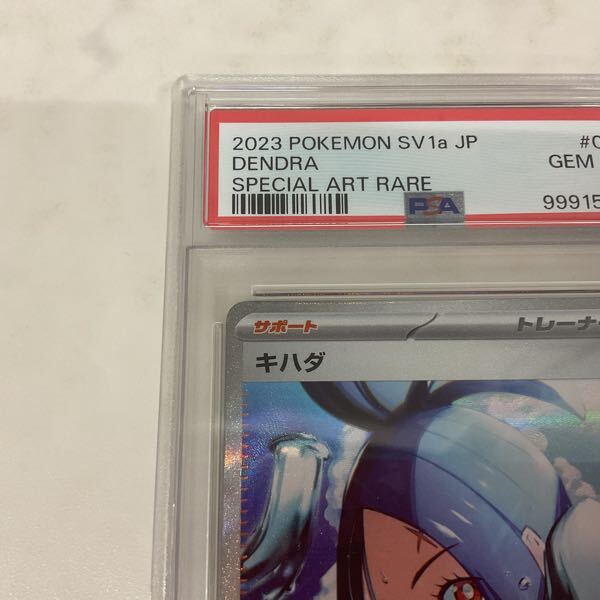 2023 POKEMON SV1a JP #0
DENDRA GEM
SPECIAL ART RARE
PSA 99915
サポート トレーナー
キハダ